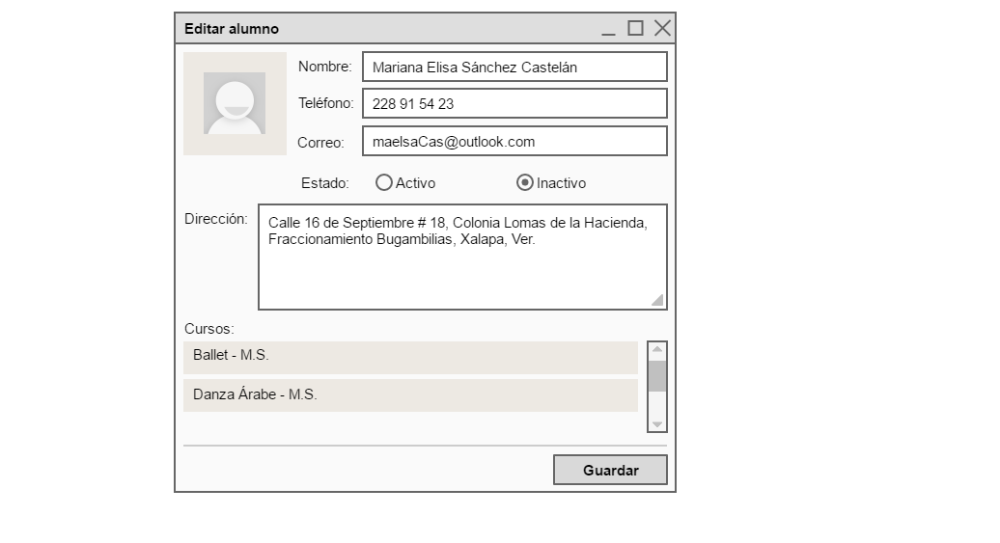 Editar alumno
Nombre: Mariana Elisa Sánchez Castelán
Teléfono: 228 91 54 23
Correo: maelsaCas@outlook.com
Estado: Activo Inactivo
Dirección: Calle 16 de Septiembre # 18, Colonia Lomas de la Hacienda,
Fraccionamiento Bugambilias, Xalapa, Ver.
Cursos:
Ballet - M.S.
Danza Árabe - M.S.
Guardar